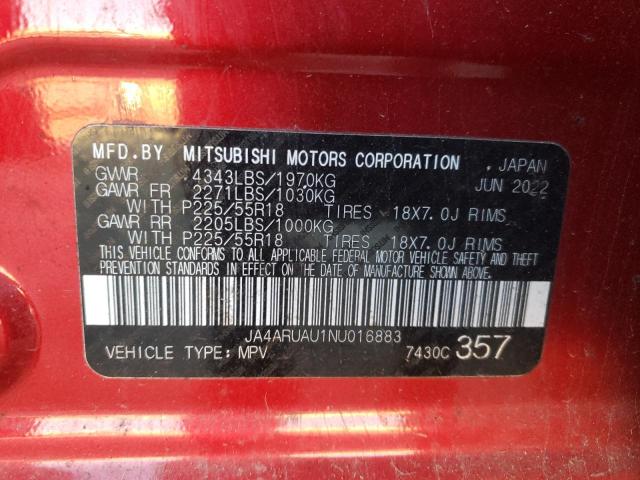 MFD.BY MITSUBISHI MOTORS CORPORATION , JAPAN
GVWR 4343LBS/1970KG JUN 2022
GAWR FR 2271LBS/1030KG
WITH P225/55R18 TIRES 18X7.0J RIMS
GAWR RR 2205LBS/1000KG
WITH P225/55R18 TIRES 18X7.0J RIMS
THIS VEHICLE CONFORMS TO ALL APPLICABLE FEDERAL MOTOR VEHICLE SAFETY AND THEFT
PREVENTION STANDARDS IN EFFECT ON THE DATE OF MANUFACTURE SHOWN ABOVE.
JA4ARUAU1NU016883
VEHICLE TYPE: MPV 7430C 357